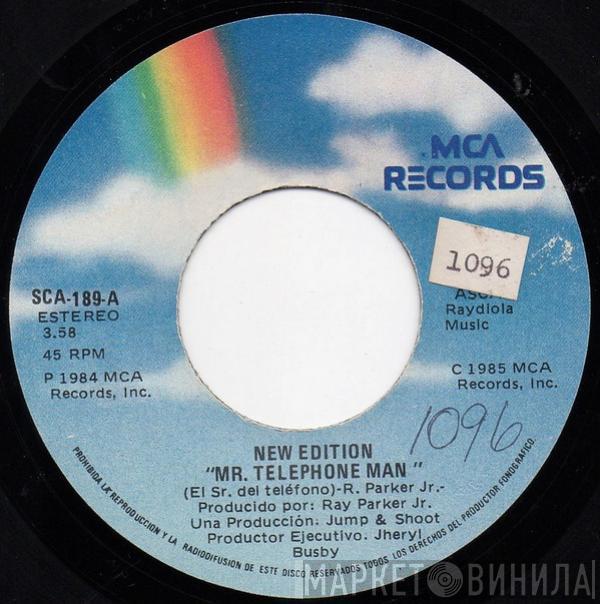 MCA
RECORDS
1096
SCA-189-A
ESTEREO
3.58
45 RPM
P 1984 MCA
Records, Inc.
Raydiola
Music
C 1985 MCA
Records, Inc.
1096
NEW EDITION
"MR. TELEPHONE MAN"
(El Sr. del teléfono)-R. Parker Jr.-
Producido por: Ray Parker Jr.
Una Producción: Jump & Shoot
Productor Ejecutivo: Jheryl
Busby
PROHIBIDA LA REPRODUCCION Y LA RADIODIFUSION DE ESTE DISCO RESERVADOS TODOS LOS DERECHOS DEL PRODUCTOR FONOGRAFICO.
МАРКЕТ ВИНИЛА